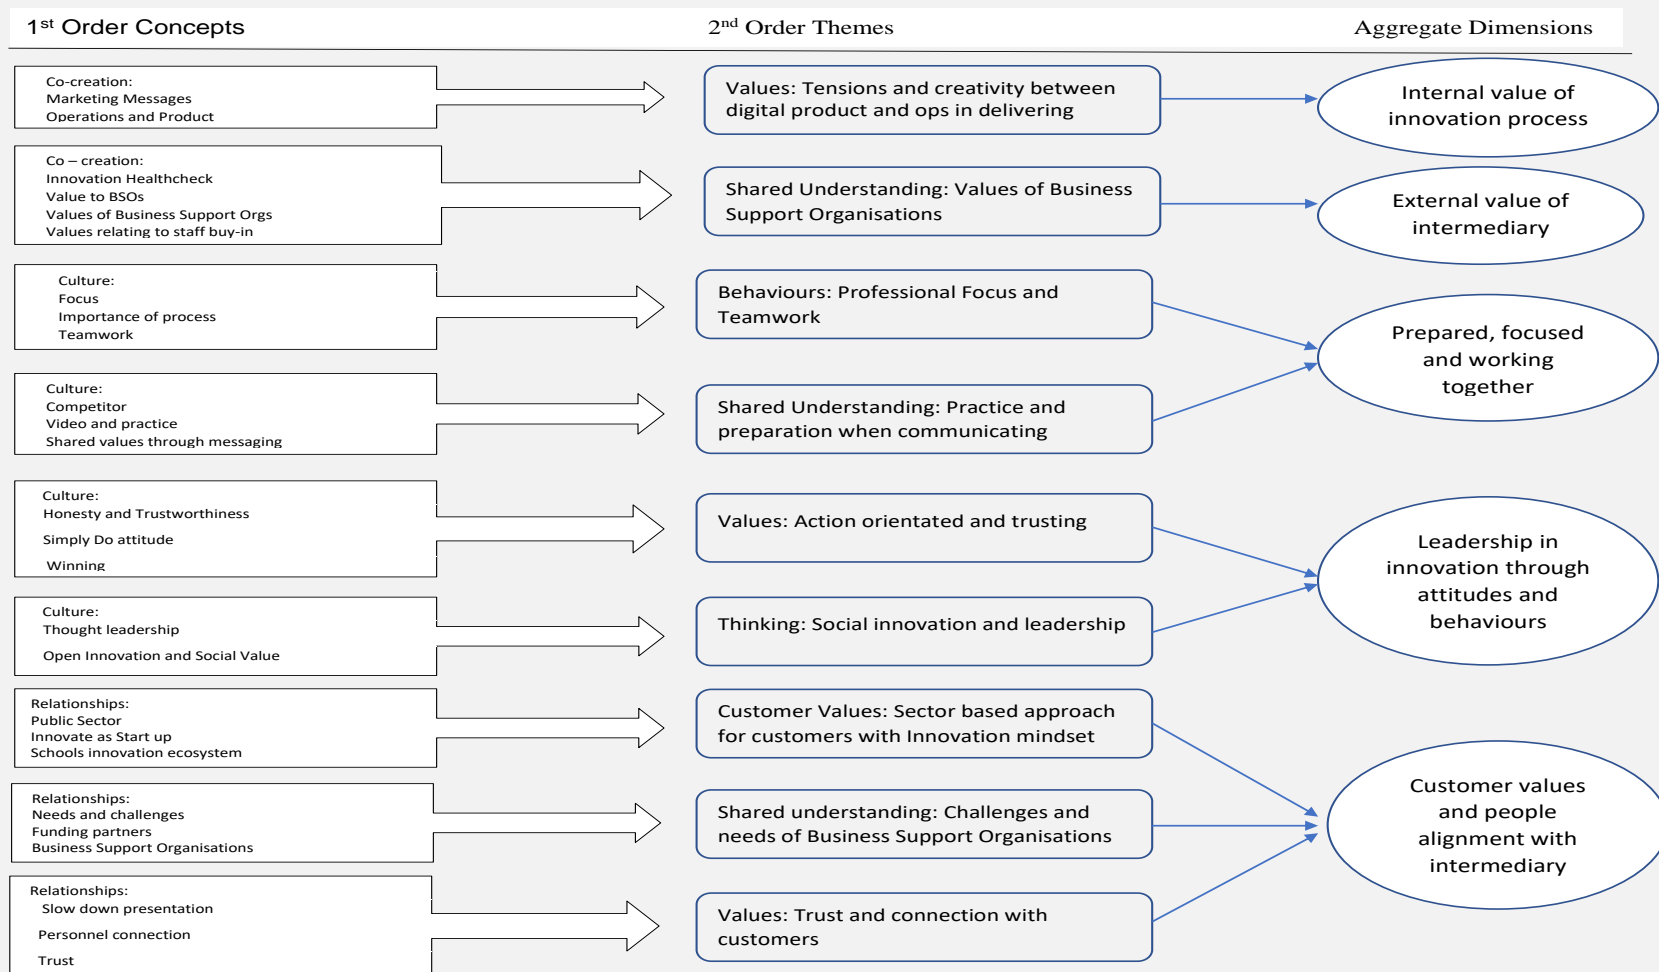 1st Order Concepts
2nd Order Themes
Aggregate Dimensions
Co-creation:
Marketing Messages
Operations and Product
Values: Tensions and creativity between
digital product and ops in delivering
Internal value of
innovation process
Co – creation:
Innovation Healthcheck
Value to BSOs
Values of Business Support Orgs
Values relating to staff buy-in
Shared Understanding: Values of Business
Support Organisations
External value of
intermediary
Culture:
Focus
Importance of process
Teamwork
Behaviours: Professional Focus and
Teamwork
Prepared, focused
and working
together
Culture:
Competitor
Video and practice
Shared values through messaging
Shared Understanding: Practice and
preparation when communicating
Culture:
Honesty and Trustworthiness
Simply Do attitude
Winning
Values: Action orientated and trusting
Leadership in
innovation through
attitudes and
behaviours
Culture:
Thought leadership
Open Innovation and Social Value
Thinking: Social innovation and leadership
Relationships:
Public Sector
Innovate as Start up
Schools innovation ecosystem
Customer Values: Sector based approach
for customers with Innovation mindset
Customer values
and people
alignment with
intermediary
Relationships:
Needs and challenges
Funding partners
Business Support Organisations
Shared understanding: Challenges and
needs of Business Support Organisations
Relationships:
Slow down presentation
Personnel connection
Trust
Values: Trust and connection with
customers